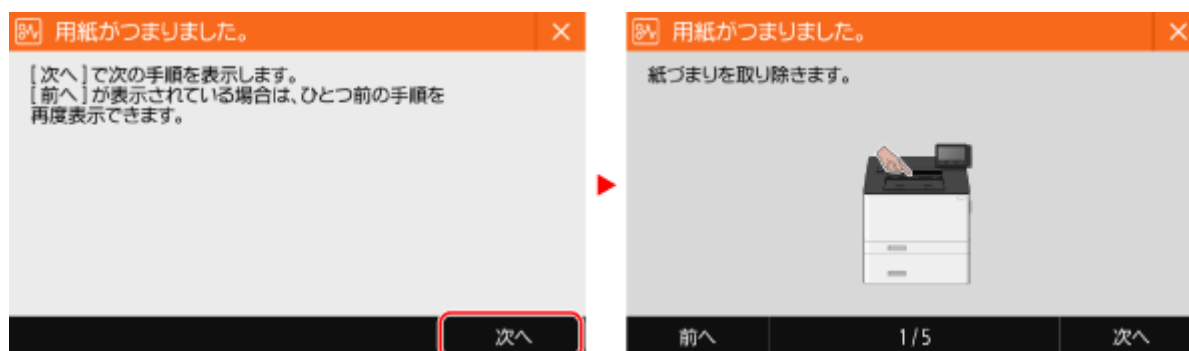 用紙がつまりました。
[次へ]で次の手順を表示します。
[前へ]が表示されている場合は、ひとつ前の手順を
再度表示できます。
次へ
用紙がつまりました。
紙づまりを取り除きます。
前へ
1/5
次へ